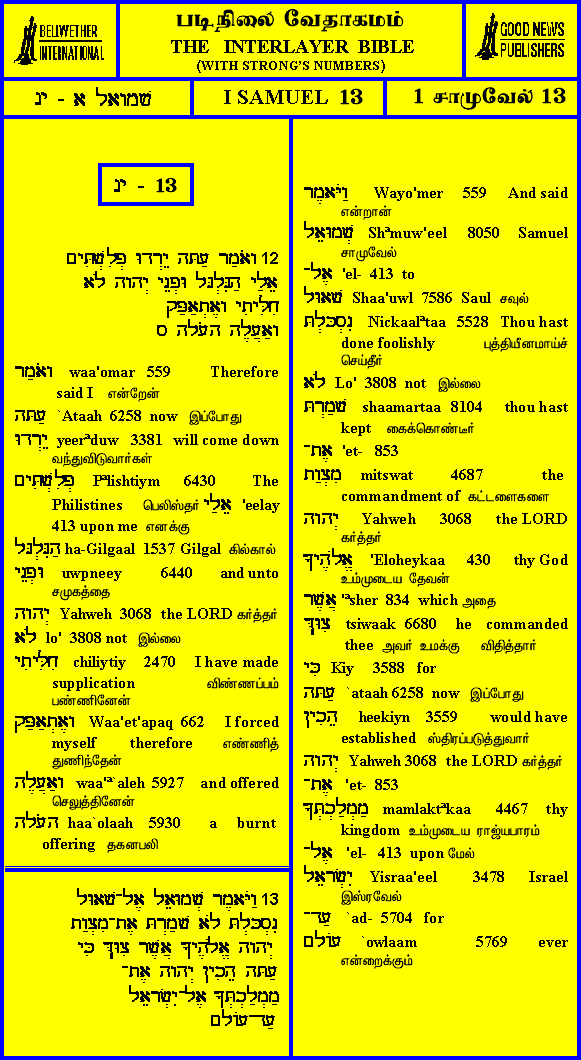 BELLWETHER
INTERNATIONAL
படிநிலை வேதாகமம்
THE INTERLAYER BIBLE
(WITH STRONG'S NUMBERS)
GOOD NEWS
PUBLISHERS
שמואל א - יג
I SAMUEL 13
1 சாமுவேல் 13
יג - 13
12 וָאֹמַר עַתָּה יֵרְדוּ פְלִשְׁתִּים
אֵלַי הַגִּלְגָּל וּפְנֵי יְהוָה לֹא
חִלִּיתִי וָאֶתְאַפַּק
וָאַעֲלֶה הָעֹלָה ס
וָאֹמַר waa'omar 559 Therefore
said I என்றேன்
עַתָּה `Ataah 6258 now இப்போது
יֵרְדוּ yeerªduw 3381 will come down
வந்துவிடுவார்கள்
פְלִשְׁתִּים Pªlishtiym 6430 The
Philistines பெலிஸ்தர் אֵלַי 'eelay
413 upon me எனக்கு
הַגִּלְגָּל ha-Gilgaal 1537 Gilgal கில்கால்
וּפְנֵי uwpneey 6440 and unto
சமுகத்தை
יְהוָה Yahweh 3068 the LORD கர்த்தர்
לֹא lo' 3808 not இல்லை
חִלִּיתִי chiliytiy 2470 I have made
supplication விண்ணப்பம்
பண்ணினேன்
וָאֶתְאַפַּק Waa'et'apaq 662 I forced
myself therefore எண்ணித்
துணிந்தேன்
וָאַעֲלֶה waa'ª`aleh 5927 and offered
செலுத்தினேன்
הָעֹלָה haa`olaah 5930 a burnt
offering தகனபலி
13 וַיֹּאמֶר שְׁמוּאֵל אֶל־שָׁאוּל
נִסְכָּלְתָּ לֹא שָׁמַרְתָּ אֶת־מִצְוַת
יְהוָה אֱלֹהֶיךָ אֲשֶׁר צִוָּךְ כִּי
עַתָּה הֵכִין יְהוָה אֶת־
מַמְלַכְתְּךָ אֶל־יִשְׂרָאֵל
עַד־עוֹלָם
וַיֹּאמֶר Wayo'mer 559 And said
என்றான்
שְׁמוּאֵל Shªmuw'eel 8050 Samuel
சாமுவேல்
אֶל־ 'el- 413 to
שָׁאוּל Shaa'uwl 7586 Saul சவுல்
נִסְכָּלְתָּ Nickaalªtaa 5528 Thou hast
done foolishly புத்தியீனமாய்ச்
செய்தீர்
לֹא Lo' 3808 not இல்லை
שָׁמַרְתָּ shaamartaa 8104 thou hast
kept கைக்கொண்டீர்
אֶת־ 'et- 853
מִצְוַת mitswat 4687 the
commandment of கட்டளைகளை
יְהוָה Yahweh 3068 the LORD
கர்த்தர்
אֱלֹהֶיךָ 'Eloheykaa 430 thy God
உம்முடைய தேவன்
אֲשֶׁר 'ªsher 834 which அதை
צִוָּךְ tsiwaak 6680 he commanded
thee அவர் உமக்கு விதித்தார்
כִּי Kiy 3588 for
עַתָּה `ataah 6258 now இப்போது
הֵכִין heekiyn 3559 would have
established ஸ்திரப்படுத்துவார்
יְהוָה Yahweh 3068 the LORD கர்த்தர்
אֶת־ 'et- 853
מַמְלַכְתְּךָ mamlaktªkaa 4467 thy
kingdom உம்முடைய ராஜ்யபாரம்
אֶל־ 'el- 413 upon மேல்
יִשְׂרָאֵל Yisraa'eel 3478 Israel
இஸ்ரவேல்
עַד־ `ad- 5704 for
עוֹלָם `owlaam 5769 ever
என்றைக்கும்